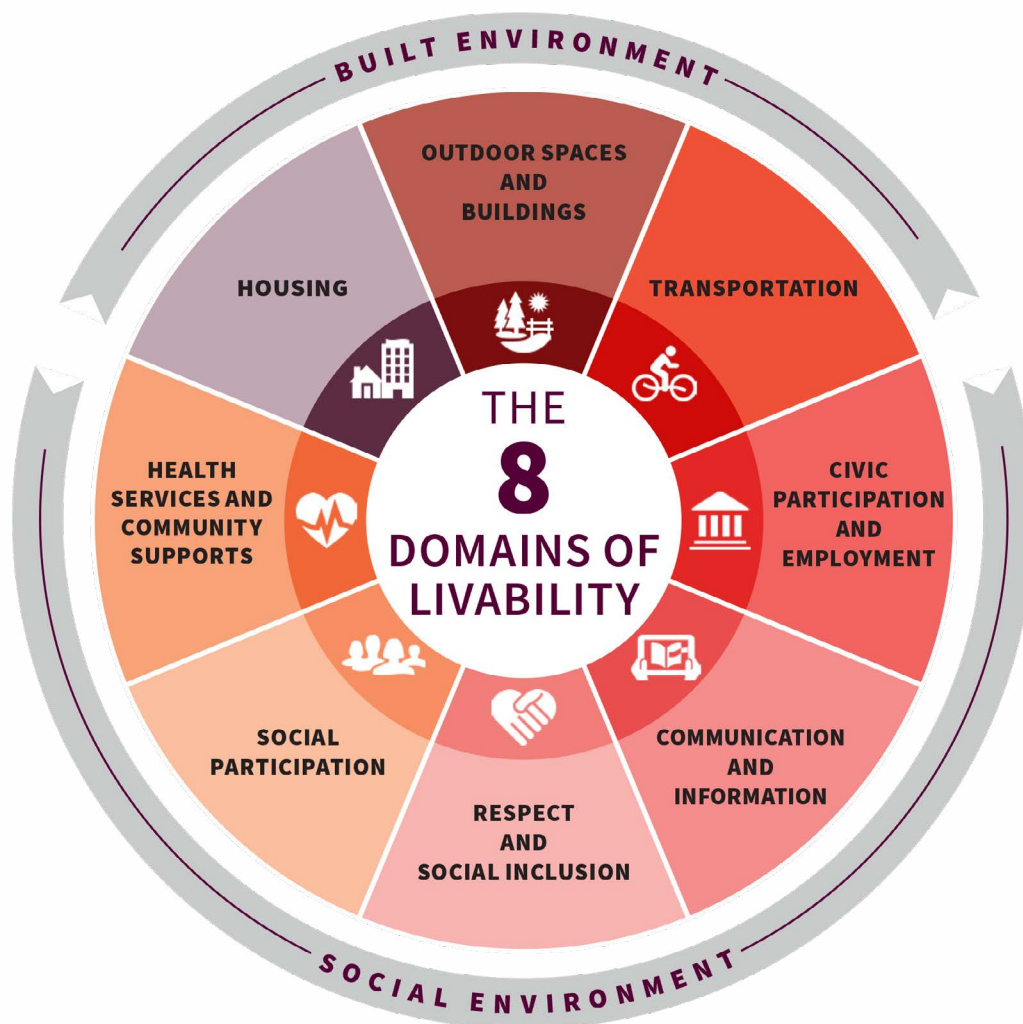 BUILT ENVIRONMENT
OUTDOOR SPACES
AND
BUILDINGS
TRANSPORTATION
CIVIC
PARTICIPATION
AND
EMPLOYMENT
COMMUNICATION
AND
INFORMATION
RESPECT
AND
SOCIAL INCLUSION
SOCIAL
PARTICIPATION
HEALTH
SERVICES AND
COMMUNITY
SUPPORTS
HOUSING
THE
8
DOMAINS OF
LIVABILITY
SOCIAL ENVIRONMENT